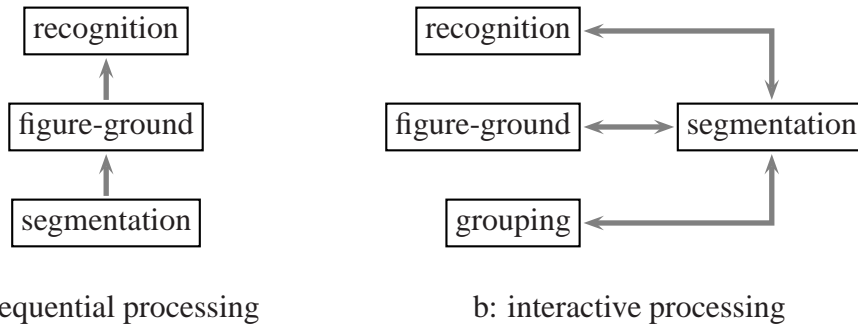 recognition
figure-ground
segmentation
equential processing
recognition
figure-ground
segmentation
grouping
b: interactive processing